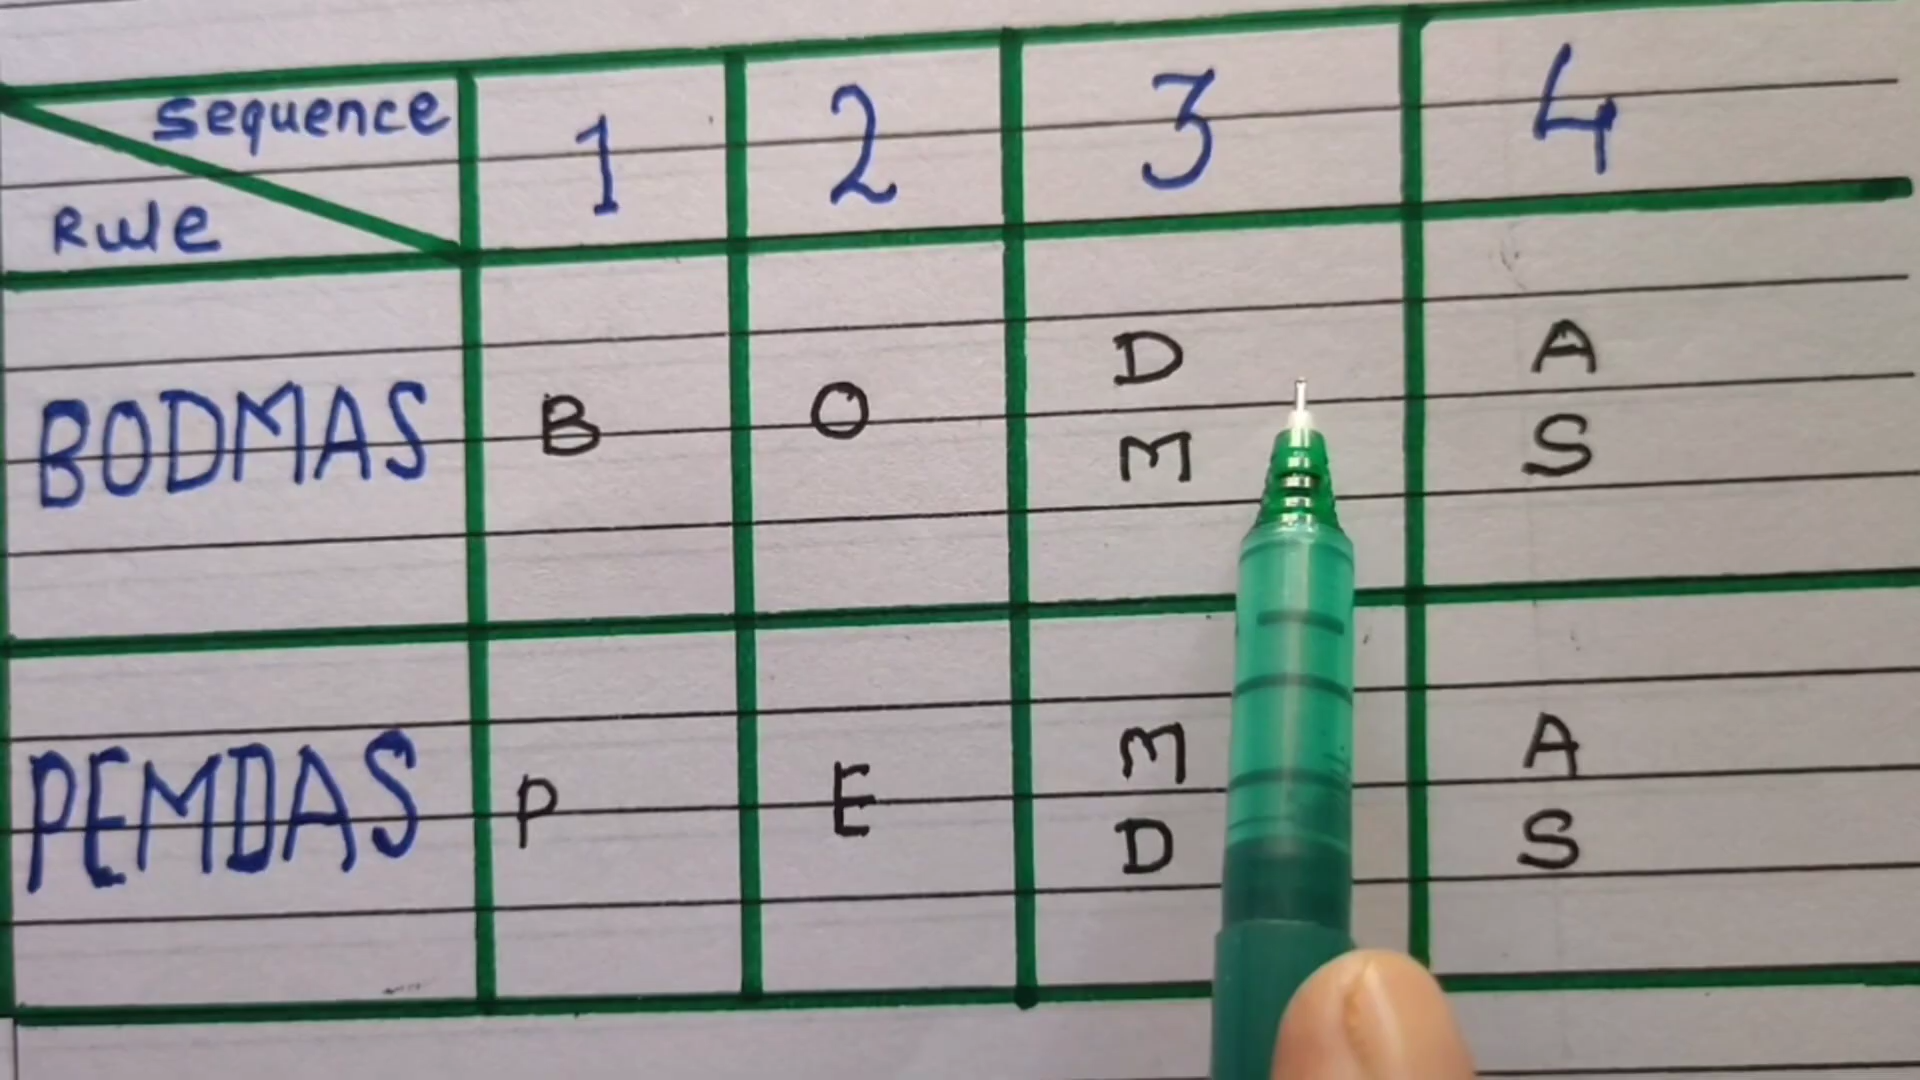 Sequence 1 2 3 4
Rule
BODMAS B O D A
M S
PEMDAS P E M A
D S